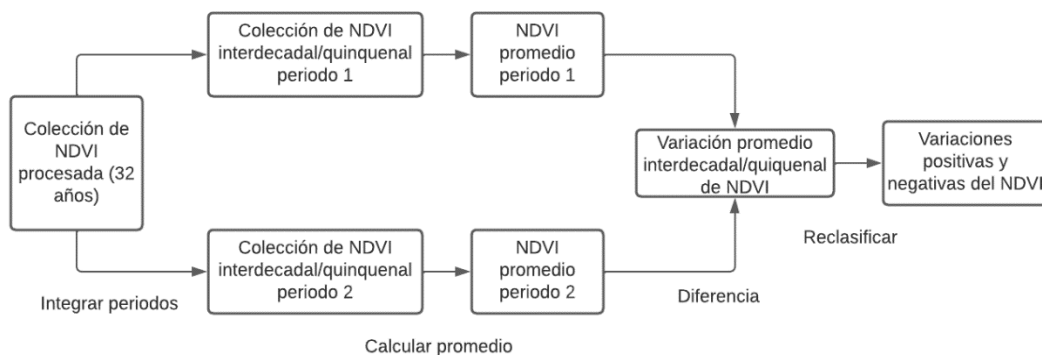 Colección de
NDVI
procesada (32
años)
Colección de NDVI
interdecadal/quinquenal
periodo 1
NDVI
promedio
periodo 1
Colección de NDVI
interdecadal/quinquenal
periodo 2
NDVI
promedio
periodo 2
Variación promedio
interdecadal/quiquenal
de NDVI
Variaciones
positivas y
negativas del NDVI
Integrar periodos
Calcular promedio
Diferencia
Reclasificar